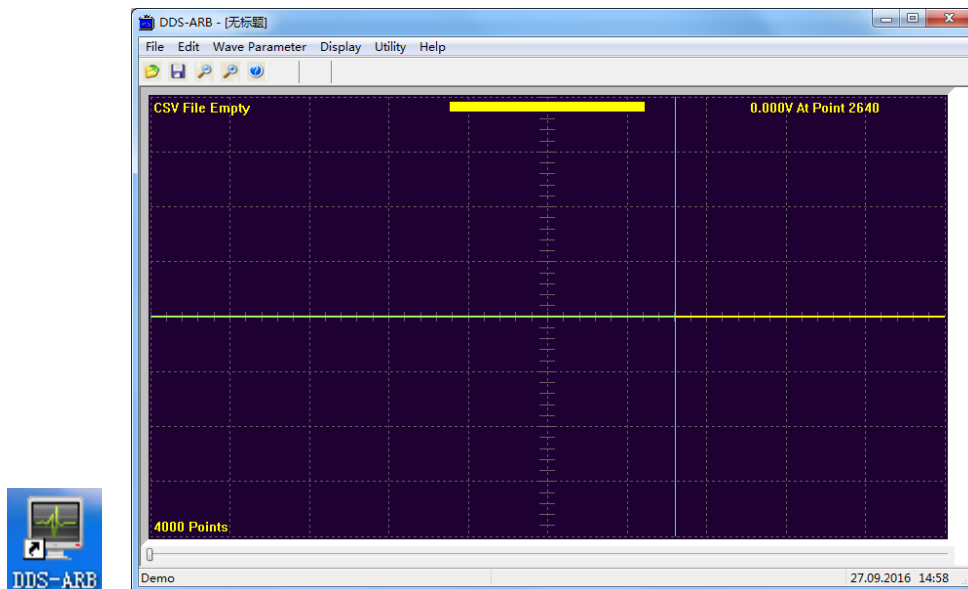 DDS-ARB - [无标题]
File Edit Wave Parameter Display Utility Help
CSV File Empty
0.000V At Point 2640
4000 Points
Demo
27.09.2016 14:58
DDS-ARB